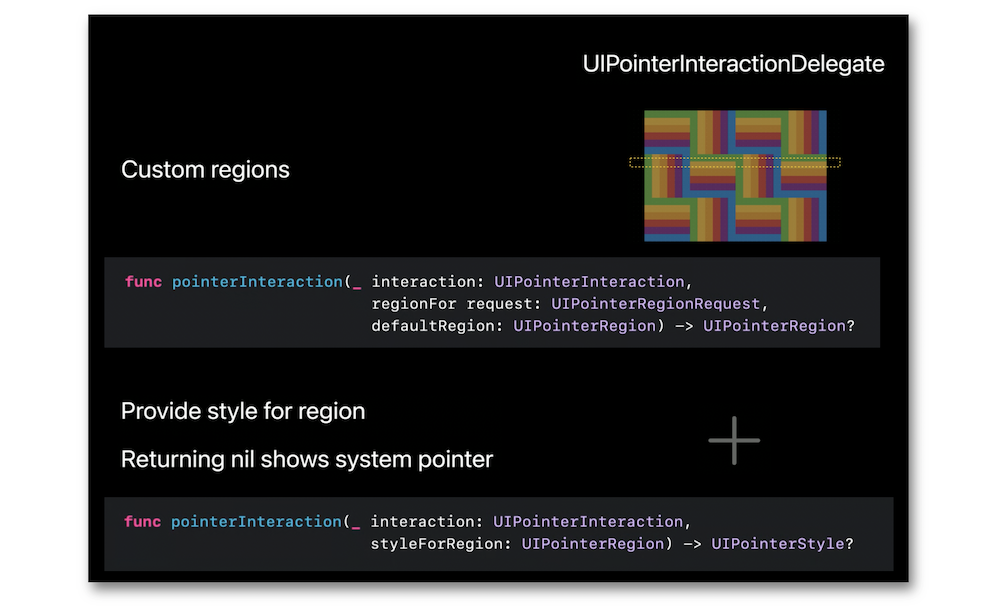 UIPointerInteractionDelegate
Custom regions
func pointerInteraction(_ interaction: UIPointerInteraction,
regionFor request: UIPointerRegionRequest,
defaultRegion: UIPointerRegion) -> UIPointerRegion?
Provide style for region
Returning nil shows system pointer
func pointerInteraction(_ interaction: UIPointerInteraction,
styleForRegion: UIPointerRegion) -> UIPointerStyle?